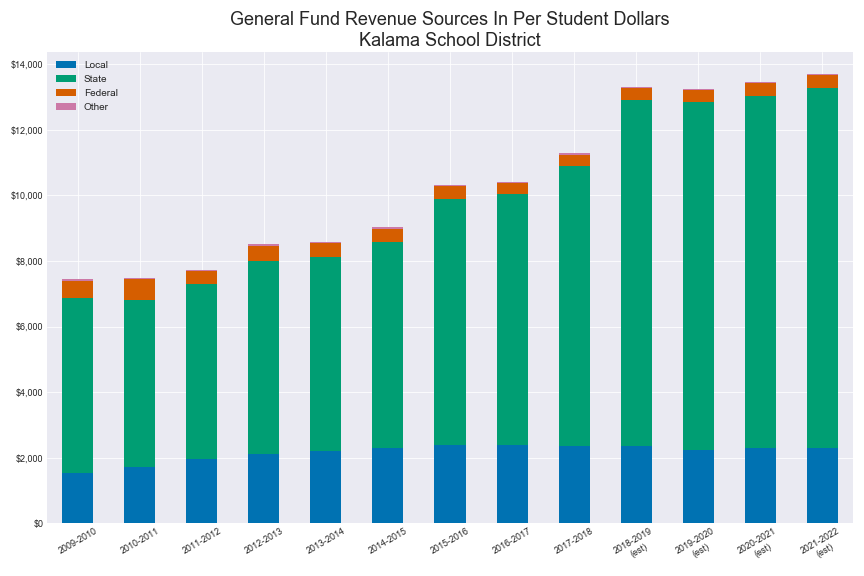 General Fund Revenue Sources In Per Student Dollars
Kalama School District
$14,000
$12,000
$10,000
$8,000
$6,000
$4,000
$2,000
$0
Local
State
Federal
Other
2009-2010
2010-2011
2011-2012
2012-2013
2013-2014
2014-2015
2015-2016
2016-2017
2017-2018
2018-2019
(est)
2019-2020
(est)
2020-2021
(est)
2021-2022
(est)